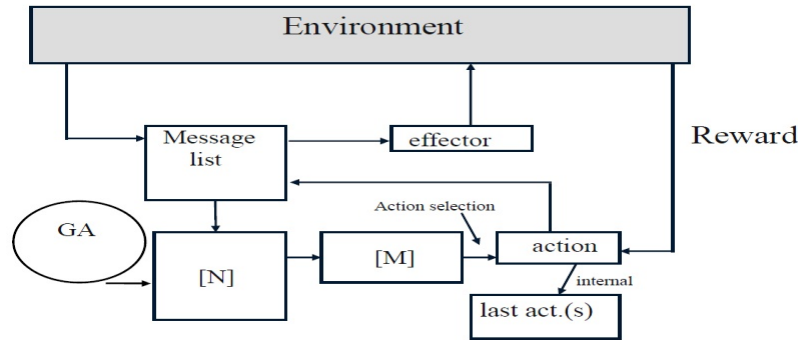 Environment
Message
list
effector
Reward
Action selection
GA
[N]
[M]
action
internal
last act.(s)